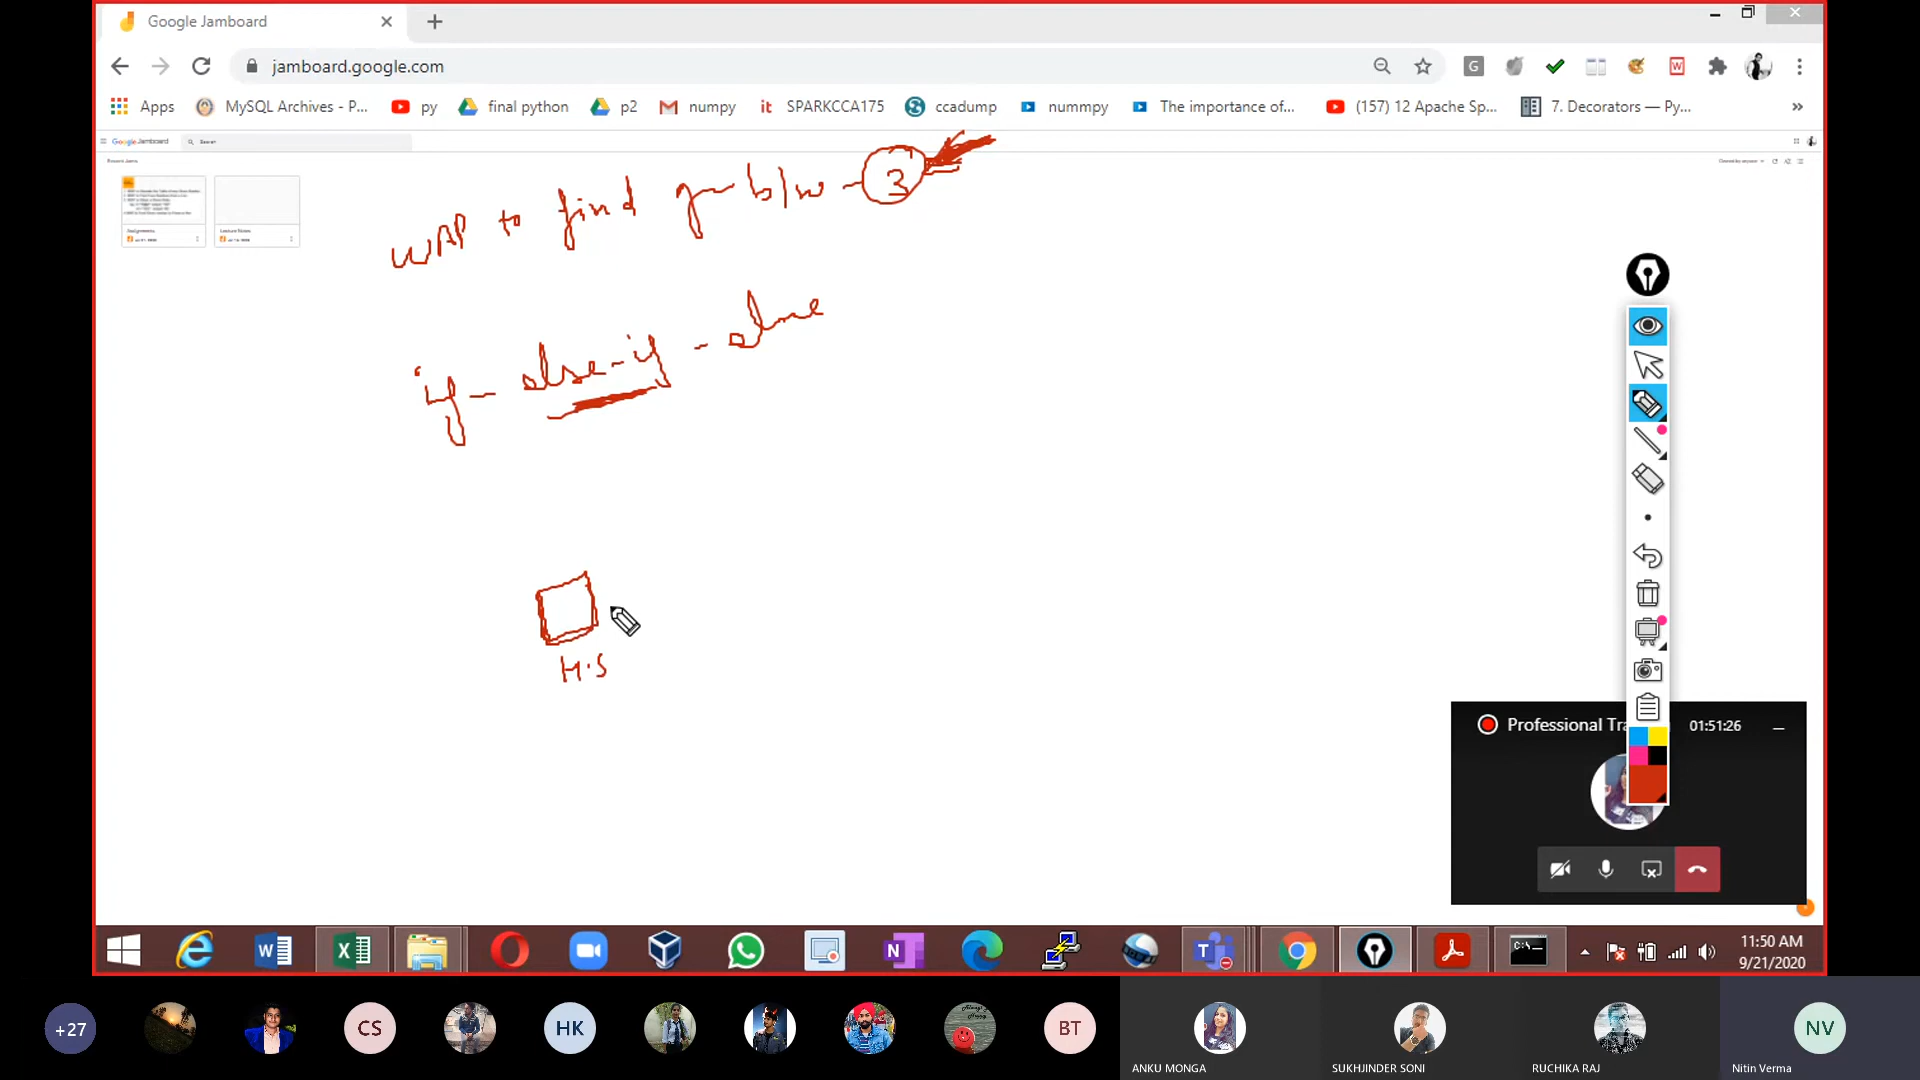 Google Jamboard
jamboard.google.com
Apps MySQL Archives - P... py final python p2 numpy SPARKCCA175 ccadump nummpy The importance of... (157) 12 Apache Sp... 7. Decorators — Py... »
Google Jamboard
WAP to find g- b/w - 3
if - else-if - else
H.S
Professional Tra 01:51:26
11:50 AM
9/21/2020
+27 CS HK BT NV
ANKU MONGA SUKHJINDER SONI RUCHIKA RAJ Nitin Verma